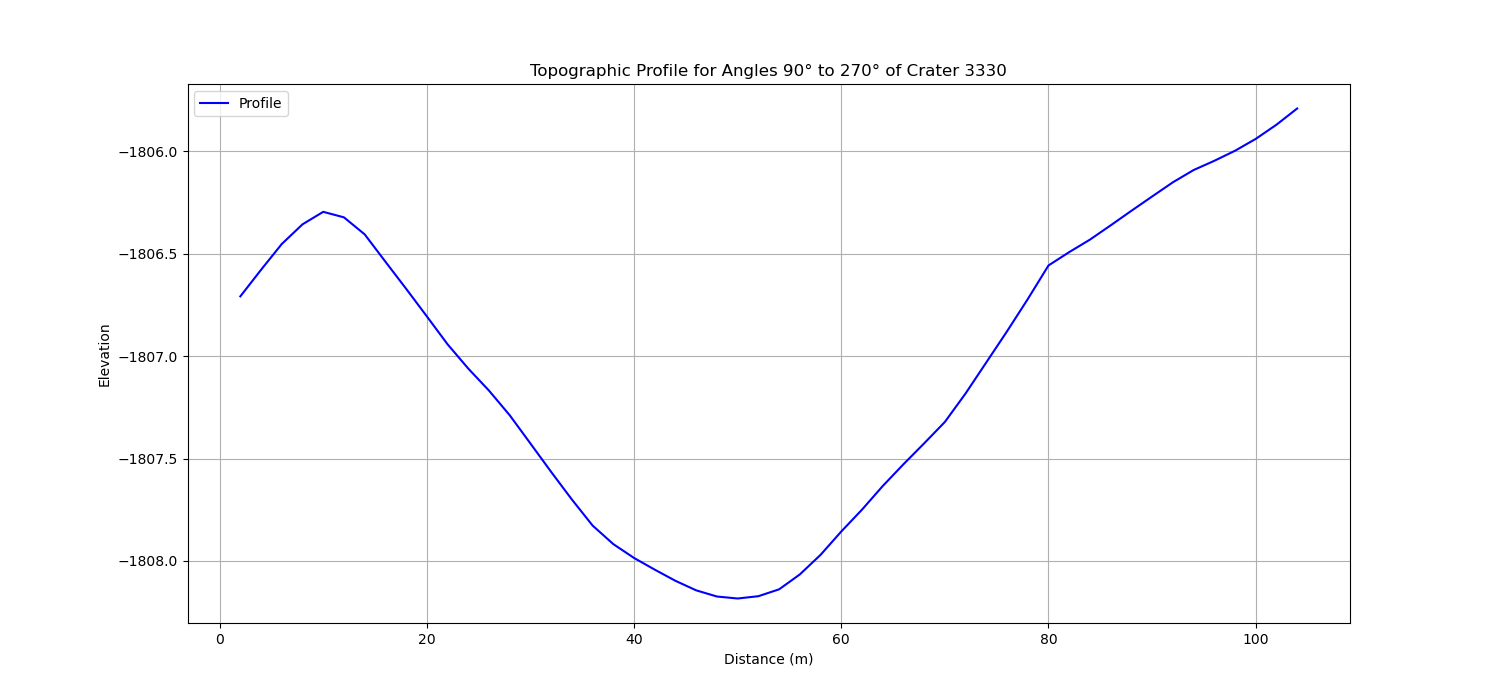 Topographic Profile for Angles 90° to 270° of Crater 3330
Profile
−1806.0
−1806.5
−1807.0
−1807.5
−1808.0
Elevation
0 20 40 60 80 100
Distance (m)